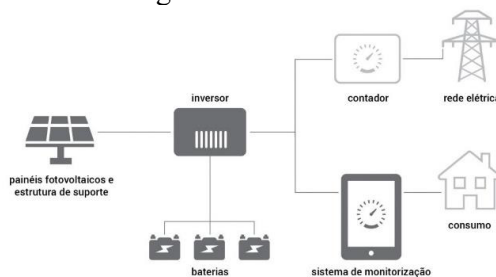 inversor
contador
rede elétrica
painéis fotovoltaicos e
estrutura de suporte
baterias
sistema de monitorização
consumo